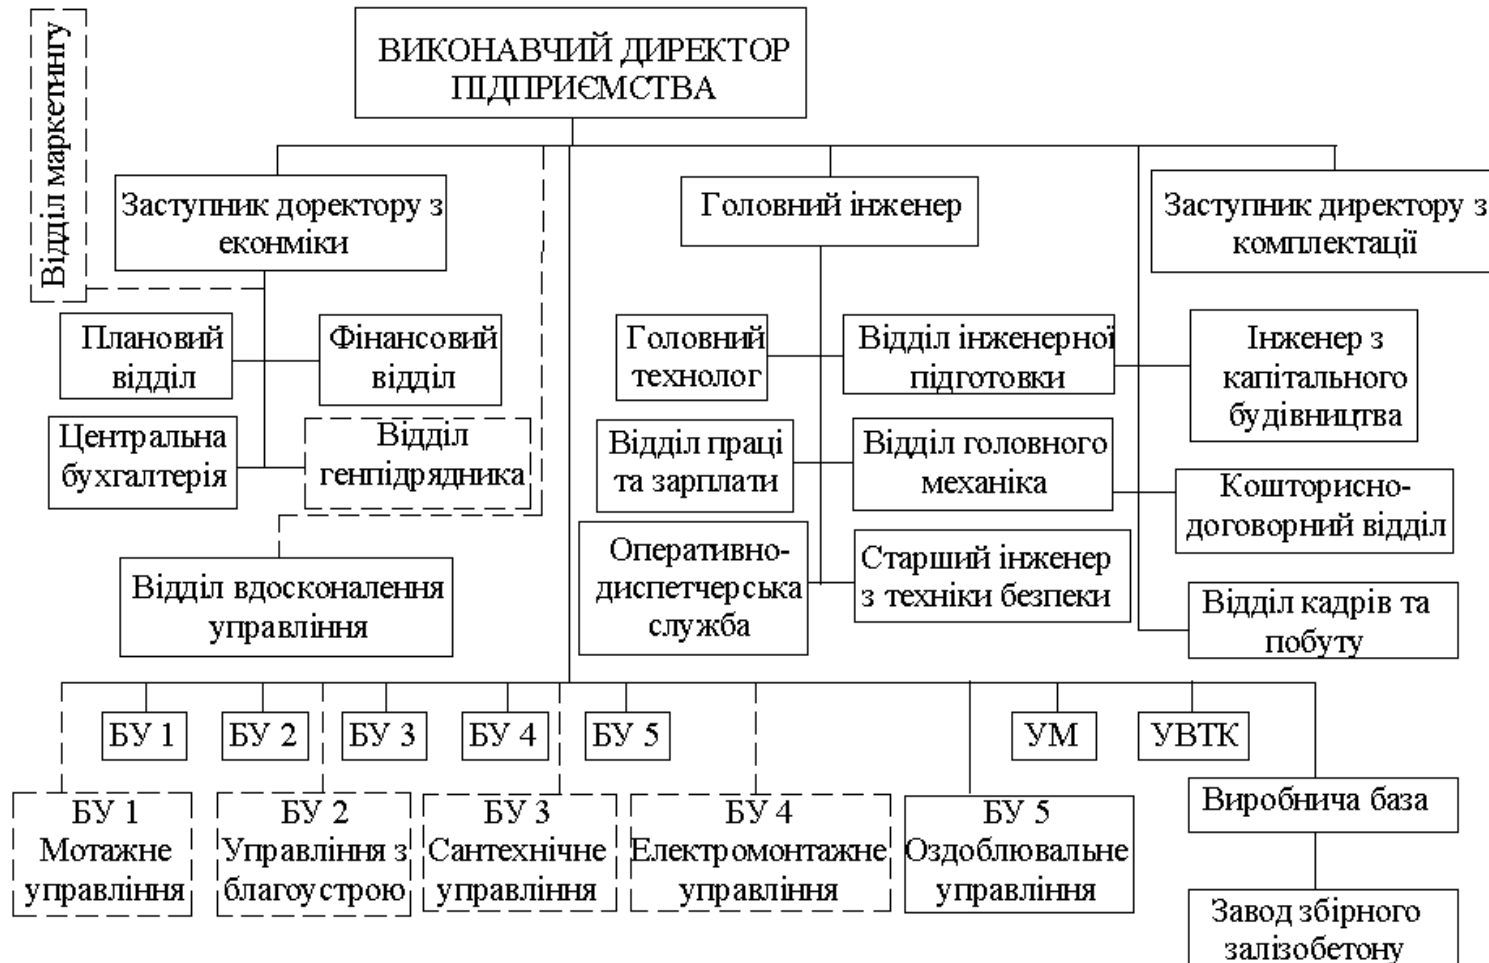 ВИКОНАВЧИЙ ДИРЕКТОР
ПІДПРИЄМСТВА
Відділ маркетингу
Заступник доректору з
еконміки
Головний інженер
Заступник директору з
комплектації
Плановий
відділ
Фінансовий
відділ
Головний
технолог
Відділ інженерної
підготовки
Інженер з
капітального
будівництва
Центральна
бухгалтерія
Відділ
генпідрядника
Відділ праці
та зарплати
Відділ головного
механіка
Кошторисно-
договорний відділ
Відділ вдосконалення
управління
Оперативно-
диспетчерська
служба
Старший інженер
з техніки безпеки
Відділ кадрів та
побуту
БУ 1
БУ 2
БУ 3
БУ 4
БУ 5
УМ
УВТК
БУ 1
Мотажне
управління
БУ 2
Управління з
благоустрою
БУ 3
Сантехнічне
управління
БУ 4
Електромонтажне
управління
БУ 5
Оздоблювальне
управління
Виробнича база
Завод збірного
залізобетону